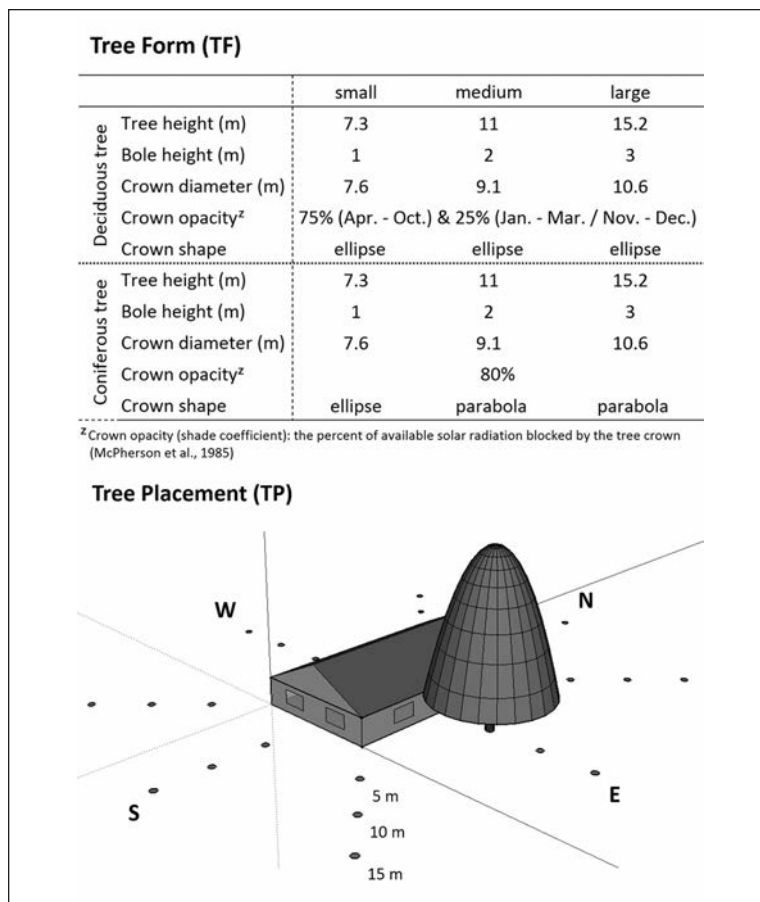 Tree Form (TF)
small medium large
Deciduous tree
Tree height (m) 7.3 11 15.2
Bole height (m) 1 2 3
Crown diameter (m) 7.6 9.1 10.6
Crown opacityᶻ 75% (Apr. - Oct.) & 25% (Jan. - Mar. / Nov. - Dec.)
Crown shape ellipse ellipse ellipse
Coniferous tree
Tree height (m) 7.3 11 15.2
Bole height (m) 1 2 3
Crown diameter (m) 7.6 9.1 10.6
Crown opacityᶻ 80%
Crown shape ellipse parabola parabola
ᶻ Crown opacity (shade coefficient): the percent of available solar radiation blocked by the tree crown
(McPherson et al., 1985)
Tree Placement (TP)
W
N
S
E
5 m
10 m
15 m